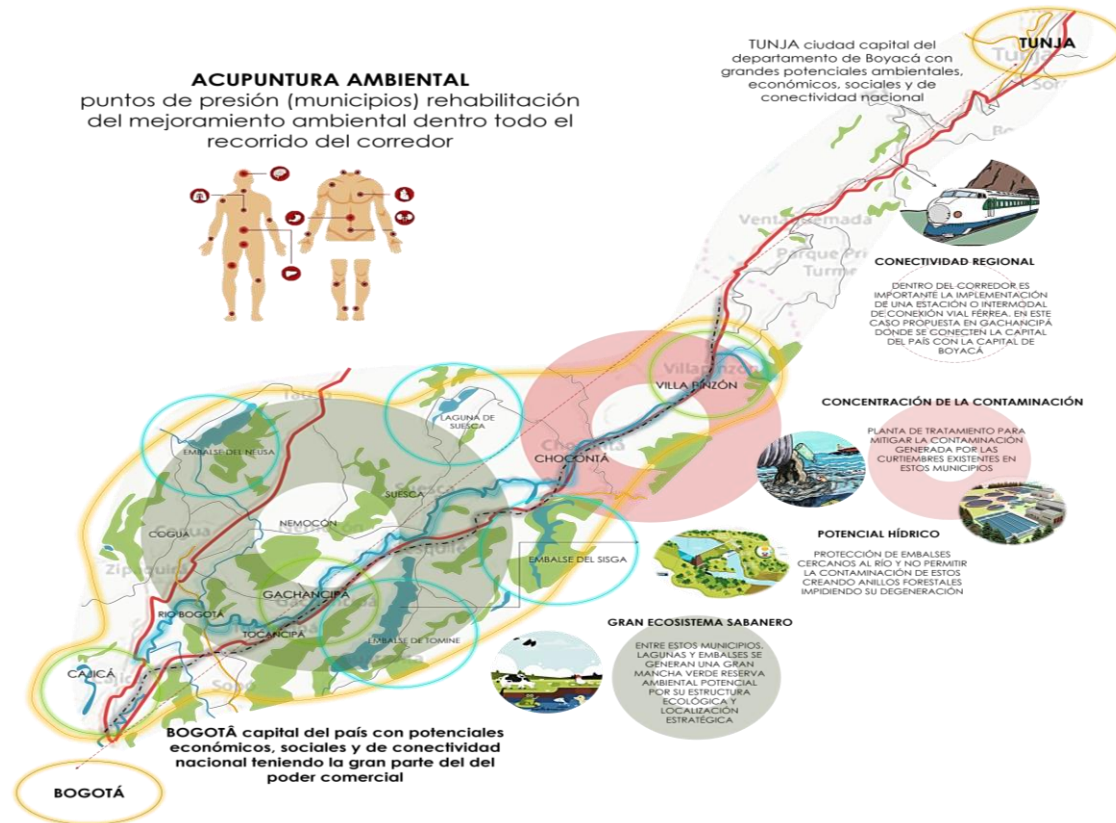 ACUPUNTURA AMBIENTAL
puntos de presión (municipios) rehabilitación
del mejoramiento ambiental dentro todo el
recorrido del corredor
TUNJA ciudad capital del
departamento de Boyacá con
grandes potenciales ambientales,
económicos, sociales y de
conectividad nacional
TUNJA
Tunja
Ventaquemada
CONECTIVIDAD REGIONAL
DENTRO DEL CORREDOR ES
IMPORTANTE LA IMPLEMENTACIÓN
DE UNA ESTACIÓN O INTERMODAL
DE CONEXIÓN VIAL FÉRREA. EN ESTE
CASO PROPUESTA EN GACHANCIPÁ
DONDE SE CONECTEN LA CAPITAL
DEL PAÍS CON LA CAPITAL DE
BOYACÁ
Villapinzón
VILLA PINZÓN
CONCENTRACIÓN DE LA CONTAMINACIÓN
PLANTA DE TRATAMIENTO PARA
MITIGAR LA CONTAMINACIÓN
GENERADA POR LAS
CURTIEMBRES EXISTENTES EN
ESTOS MUNICIPIOS
LAGUNA DE
SUESCA
EMBALSE DEL NEUSA
Chocontá
CHOCONTÁ
Suesca
SUESCA
NEMOCÓN
Cogua
COGUA
POTENCIAL HÍDRICO
PROTECCIÓN DE EMBALSES
CERCANOS AL RÍO Y NO PERMITIR
LA CONTAMINACIÓN DE ESTOS
CREANDO ANILLOS FORESTALES
IMPIDIENDO SU DEGENERACIÓN
EMBALSE DEL SISGA
Zipaquirá
GACHANCIPÁ
RIO BOGOTÁ
TOCANCIPÁ
EMBALSE DE TOMINE
GRAN ECOSISTEMA SABANERO
ENTRE ESTOS MUNICIPIOS,
LAGUNAS Y EMBALSES SE
GENERAN UNA GRAN
MANCHA VERDE RESERVA
AMBIENTAL POTENCIAL
POR SU ESTRUCTURA
ECOLÓGICA Y
LOCALIZACIÓN
ESTRATÉGICA
CAJICÁ
BOGOTÂ capital del país con potenciales
económicos, sociales y de conectividad
nacional teniendo la gran parte del del
poder comercial
BOGOTÁ